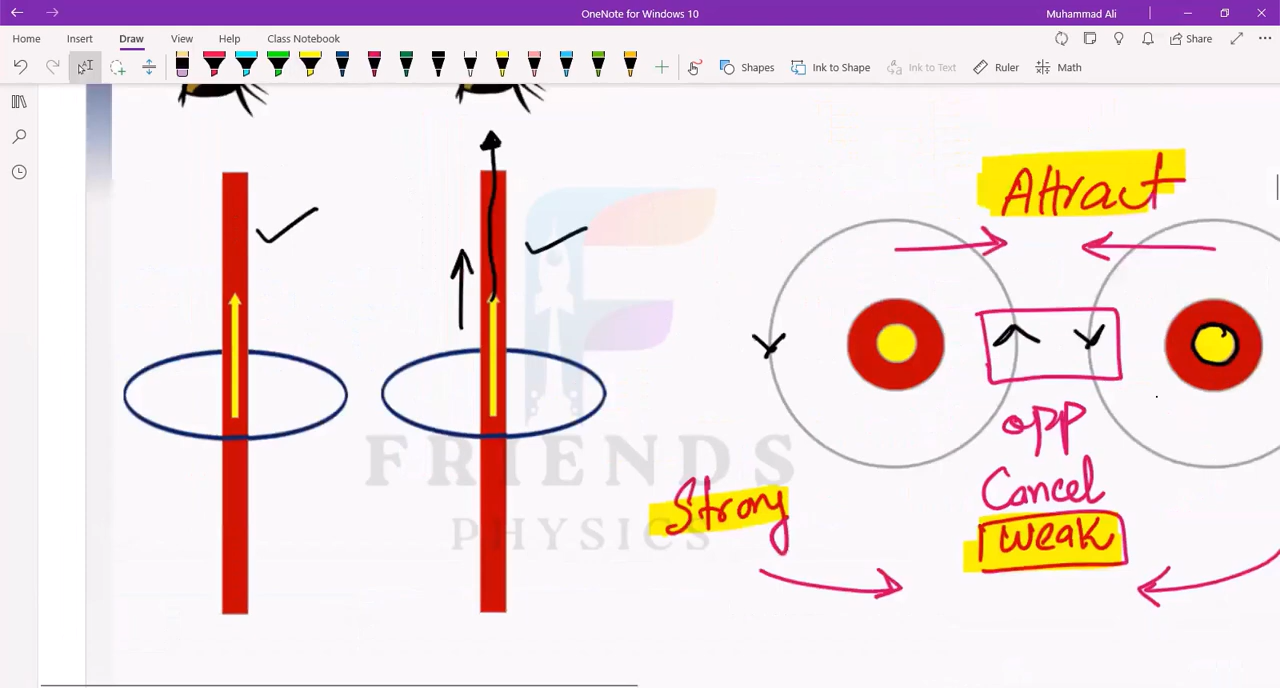 OneNote for Windows 10
Muhammad Ali
Home Insert Draw View Help Class Notebook
Share
Shapes Ink to Shape Ink to Text Ruler Math
Attract
opp
Cancel
Strong
Weak
FRIENDS
PHYSICS